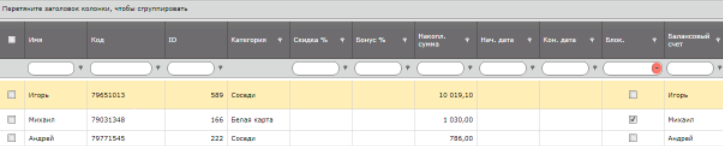 Перетяните заголовок колонки, чтобы сгруппировать
Имя Код ID Категория Скидка % Бонус % Накопл. сумма Нач. дата Кон. дата Блок. Балансовый счет
Игорь 79651013 589 Соседи 10 019,10 Игорь
Михаил 79031348 166 Белая карта 1 030,00 Михаил
Андрей 79771545 222 Соседи 786,00 Андрей